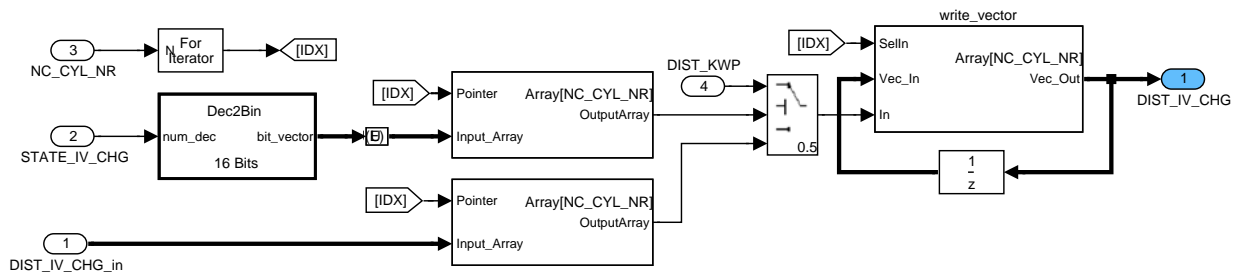 write_vector
3
N
For
Iterator
[IDX]
NC_CYL_NR
[IDX]
SelIn
Array[NC_CYL_NR]
Vec_In
Vec_Out
In
1
DIST_IV_CHG
DIST_KWP
4
0.5
[IDX]
Pointer
Array[NC_CYL_NR]
OutputArray
Input_Array
Dec2Bin
2
num_dec
bit_vector
16 Bits
STATE_IV_CHG
1
z
[IDX]
Pointer
Array[NC_CYL_NR]
OutputArray
Input_Array
1
DIST_IV_CHG_in